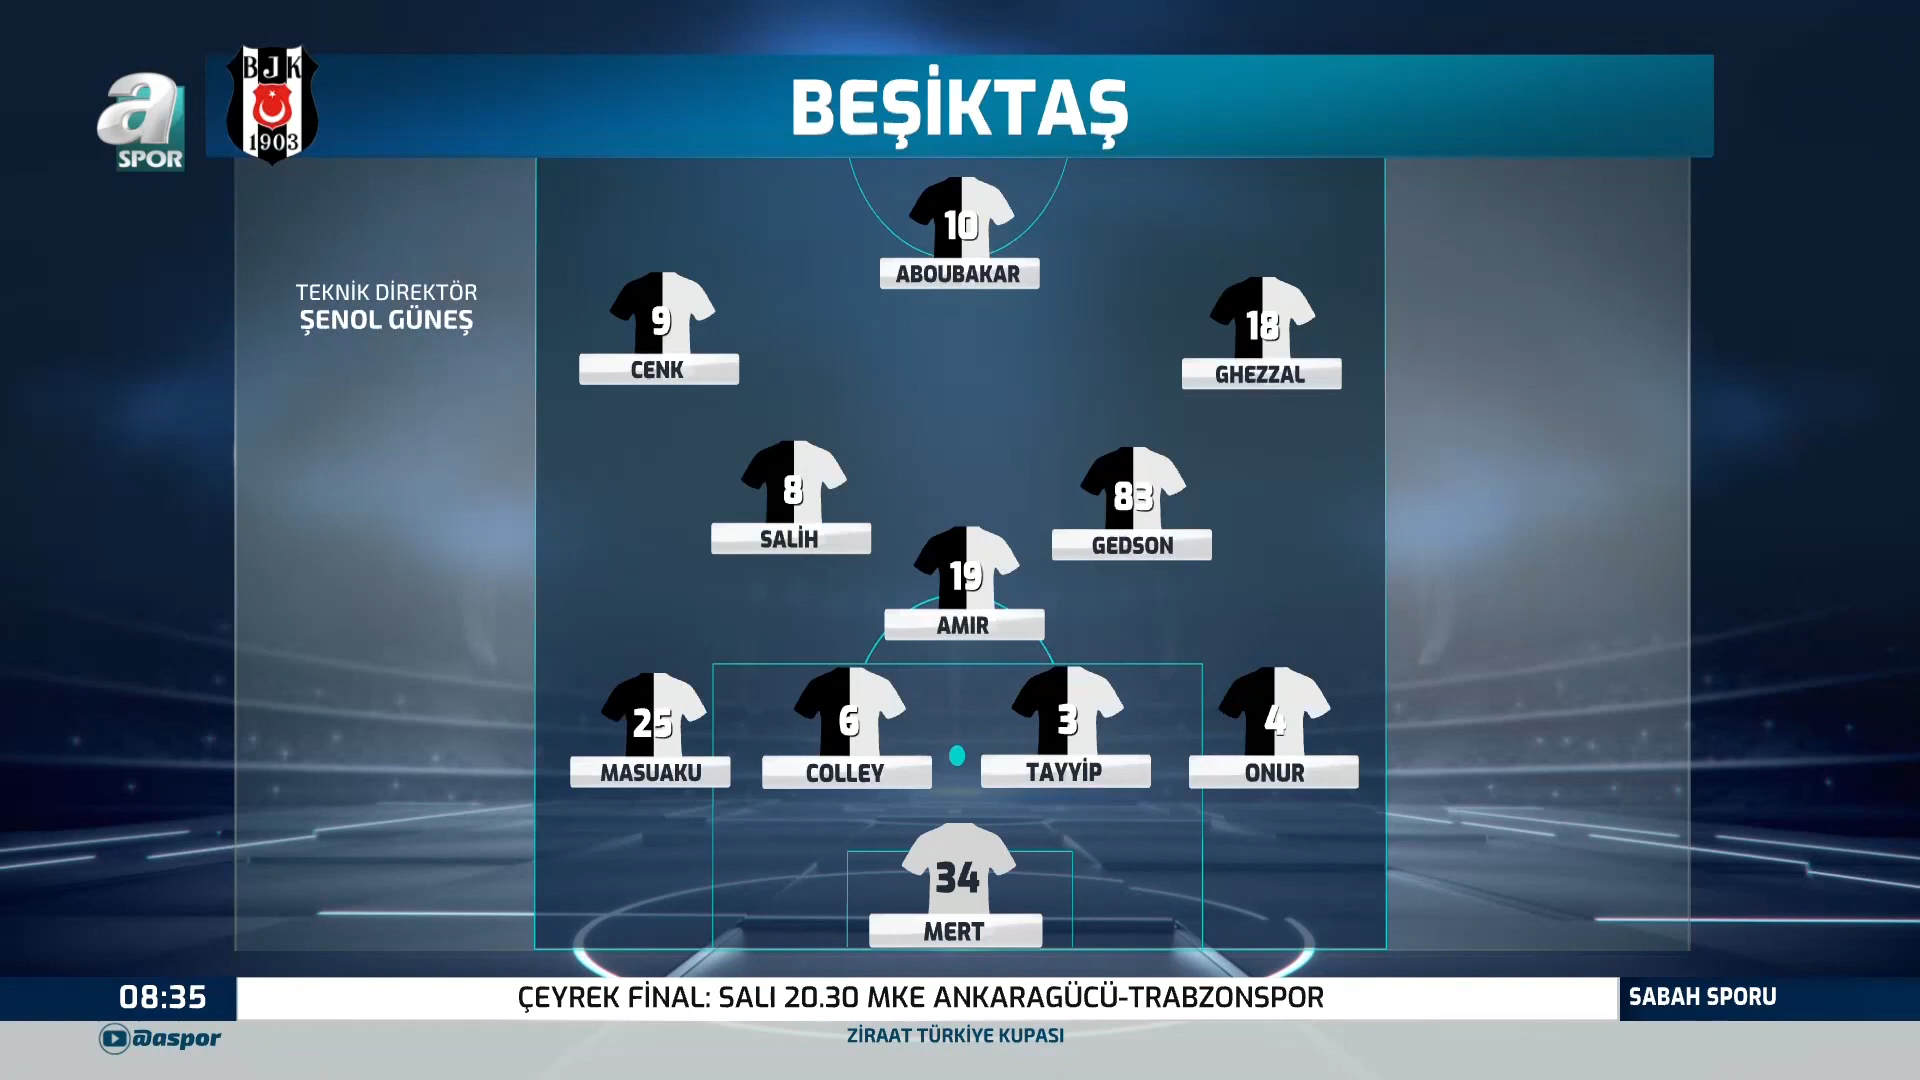 BEŞİKTAŞ
BJK
1903
a
SPOR
10
ABOUBAKAR
TEKNİK DİREKTÖR
ŞENOL GÜNEŞ
9
CENK
18
GHEZZAL
8
SALİH
83
GEDSON
19
AMIR
25
MASUAKU
6
COLLEY
3
TAYYİP
4
ONUR
34
MERT
08:35
ÇEYREK FİNAL: SALI 20.30 MKE ANKARAGÜCÜ-TRABZONSPOR
SABAH SPORU
@aspor
ZİRAAT TÜRKİYE KUPASI